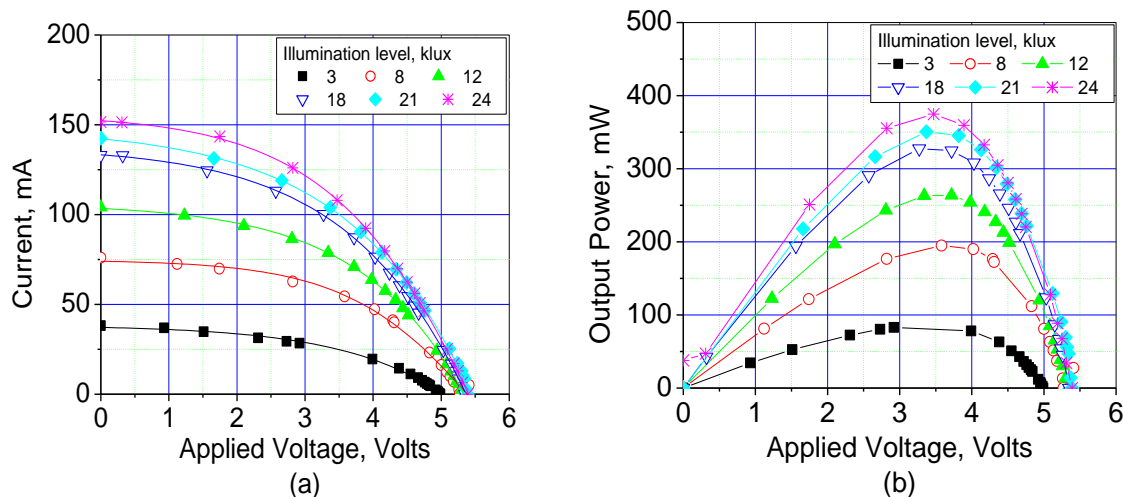 200
150
100
50
0
Current, mA
Illumination level, klux
3 8 12
18 21 24
0 1 2 3 4 5 6
Applied Voltage, Volts
(a)
500
400
300
200
100
0
Output Power, mW
Illumination level, klux
3 8 12
18 21 24
0 1 2 3 4 5 6
Applied Voltage, Volts
(b)